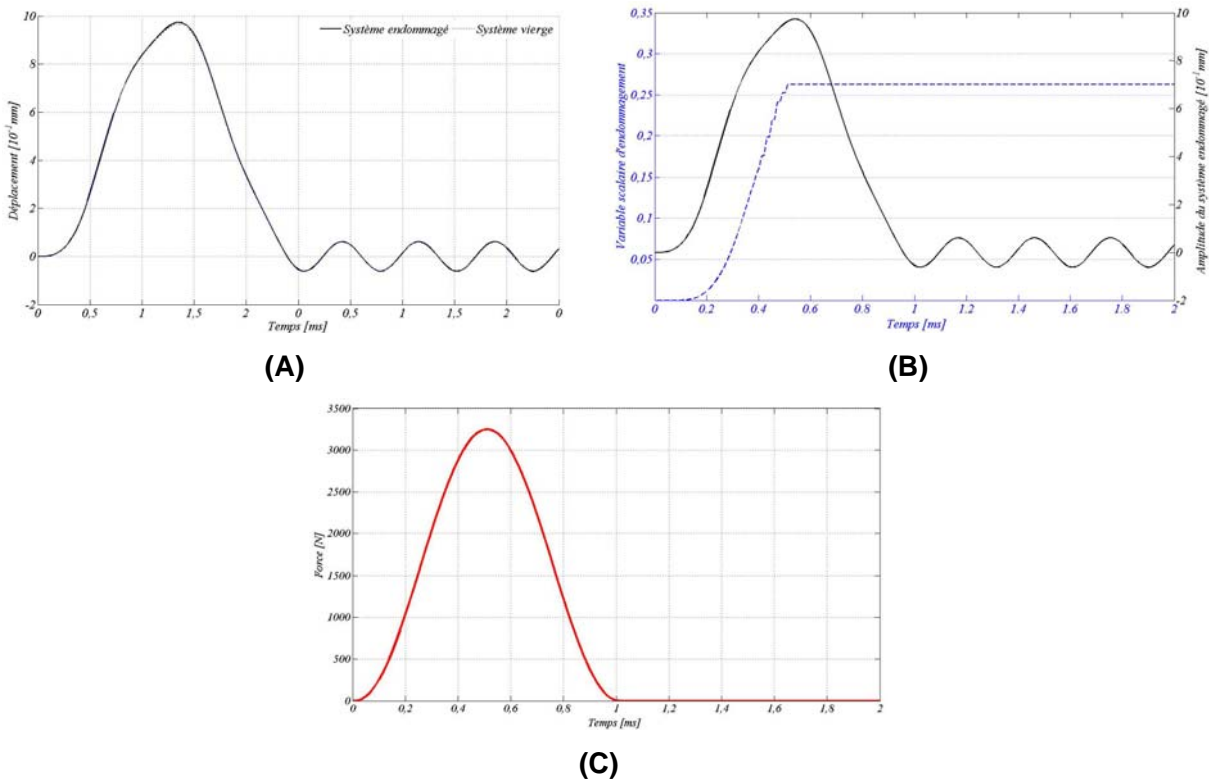 10
8
6
4
2
0
-2
Déplacement [10⁻² mm]
Système endommagé
Système vierge
0 0,5 1 1,5 2 0 0,5 1 1,5 2 0
Temps [ms]
(A)
0,35
0,3
0,25
0,2
0,15
0,1
0,05
Variable scalaire d'endommagement
10
8
6
4
2
0
-2
Amplitude du système endommagé [10⁻² mm]
0 0.2 0.4 0.6 0.8 1 1.2 1.4 1.6 1.8 2
Temps [ms]
(B)
3500
3000
2500
2000
1500
1000
500
0
Force [N]
0 0,2 0,4 0,6 0,8 1 1,2 1,4 1,6 1,8 2
Temps [ms]
(C)